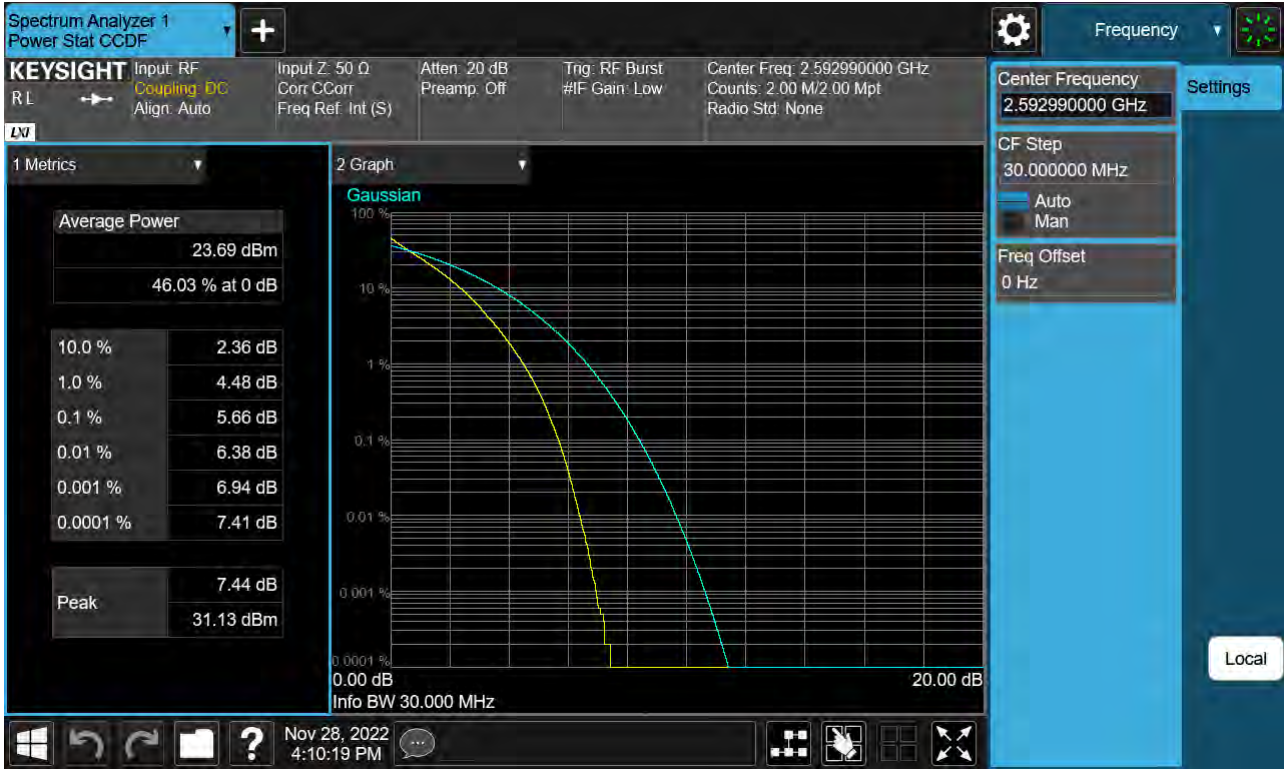 Spectrum Analyzer 1
Power Stat CCDF
+
Frequency
KEYSIGHT
R L
LXI
Input: RF
Coupling: DC
Align: Auto
Input Z: 50 Ω
Corr CCorr
Freq Ref: Int (S)
Atten: 20 dB
Preamp: Off
Trig: RF Burst
#IF Gain: Low
Center Freq: 2.592990000 GHz
Counts: 2.00 M/2.00 Mpt
Radio Std: None
Center Frequency
2.592990000 GHz
Settings
CF Step
30.000000 MHz
Auto
Man
Freq Offset
0 Hz
Local
1 Metrics
Average Power
23.69 dBm
46.03 % at 0 dB
10.0 % 2.36 dB
1.0 % 4.48 dB
0.1 % 5.66 dB
0.01 % 6.38 dB
0.001 % 6.94 dB
0.0001 % 7.41 dB
Peak
7.44 dB
31.13 dBm
2 Graph
Gaussian
100 %
10 %
1 %
0.1 %
0.01 %
0.001 %
0.0001 %
0.00 dB 20.00 dB
Info BW 30.000 MHz
?
Nov 28, 2022
4:10:19 PM